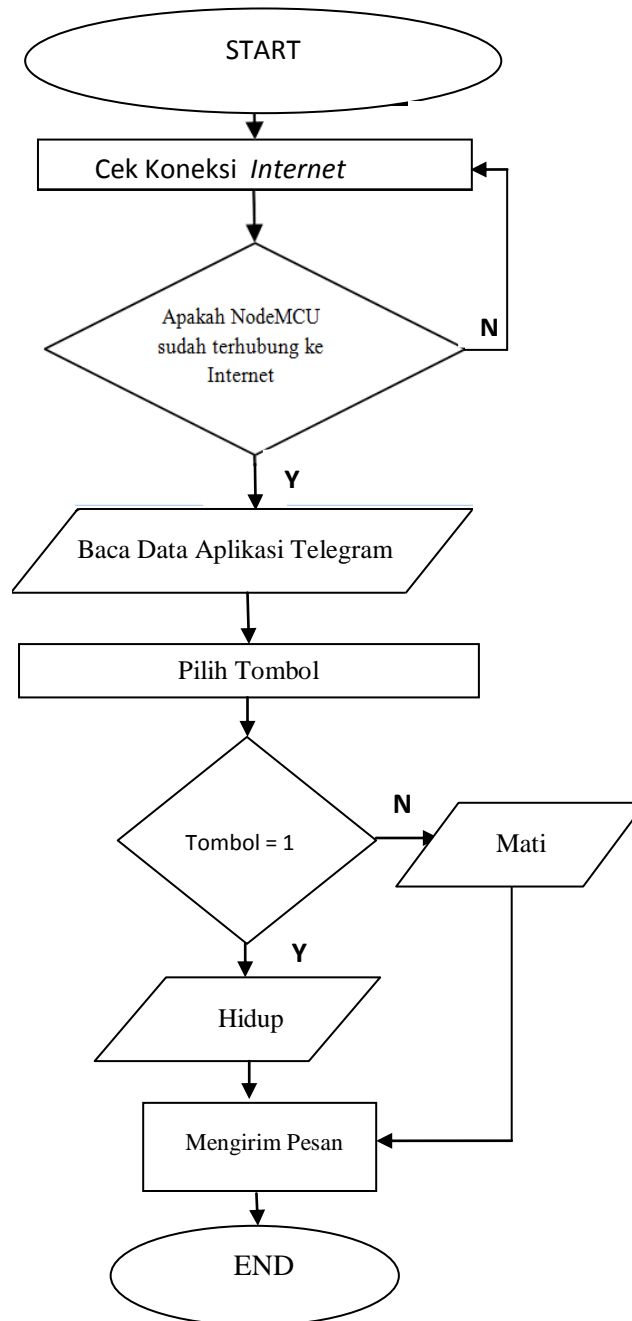 START
Cek Koneksi Internet
Apakah NodeMCU
sudah terhubung ke
Internet
N
Y
Baca Data Aplikasi Telegram
Pilih Tombol
Tombol = 1
N
Mati
Y
Hidup
Mengirim Pesan
END